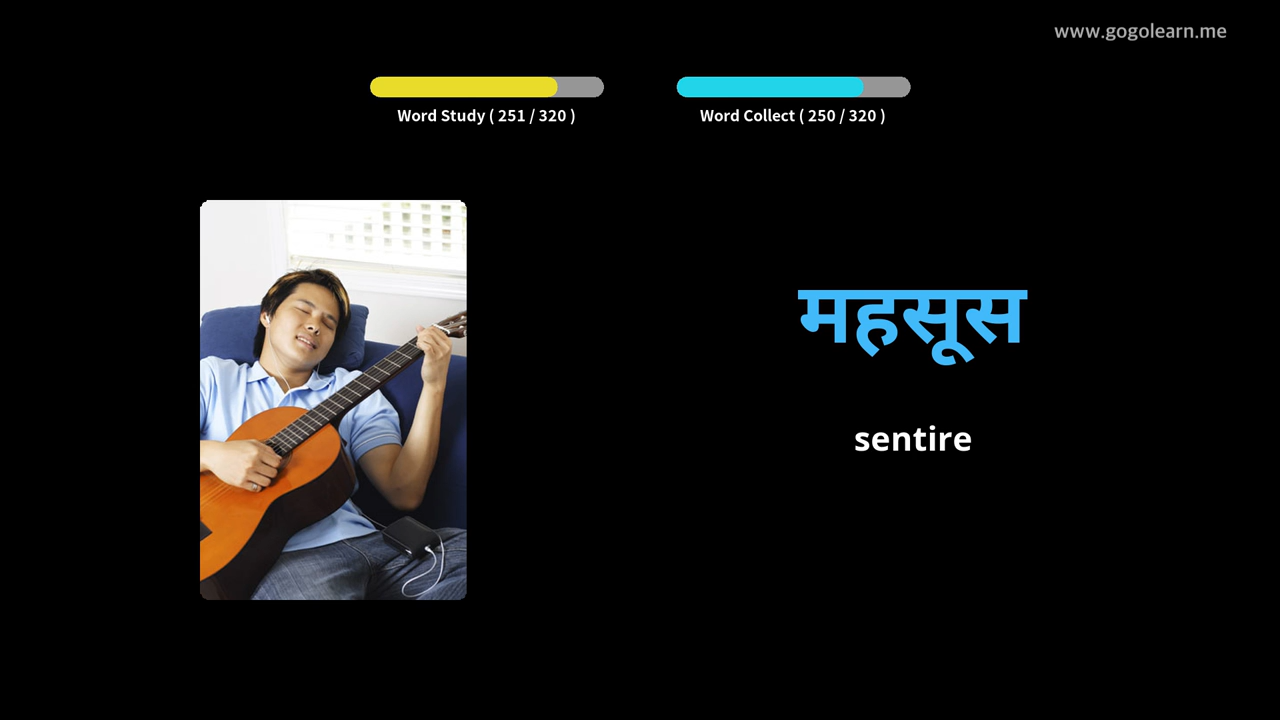 www.gogolearn.me
Word Study ( 251 / 320 )
Word Collect ( 250 / 320 )
महसूस
sentire